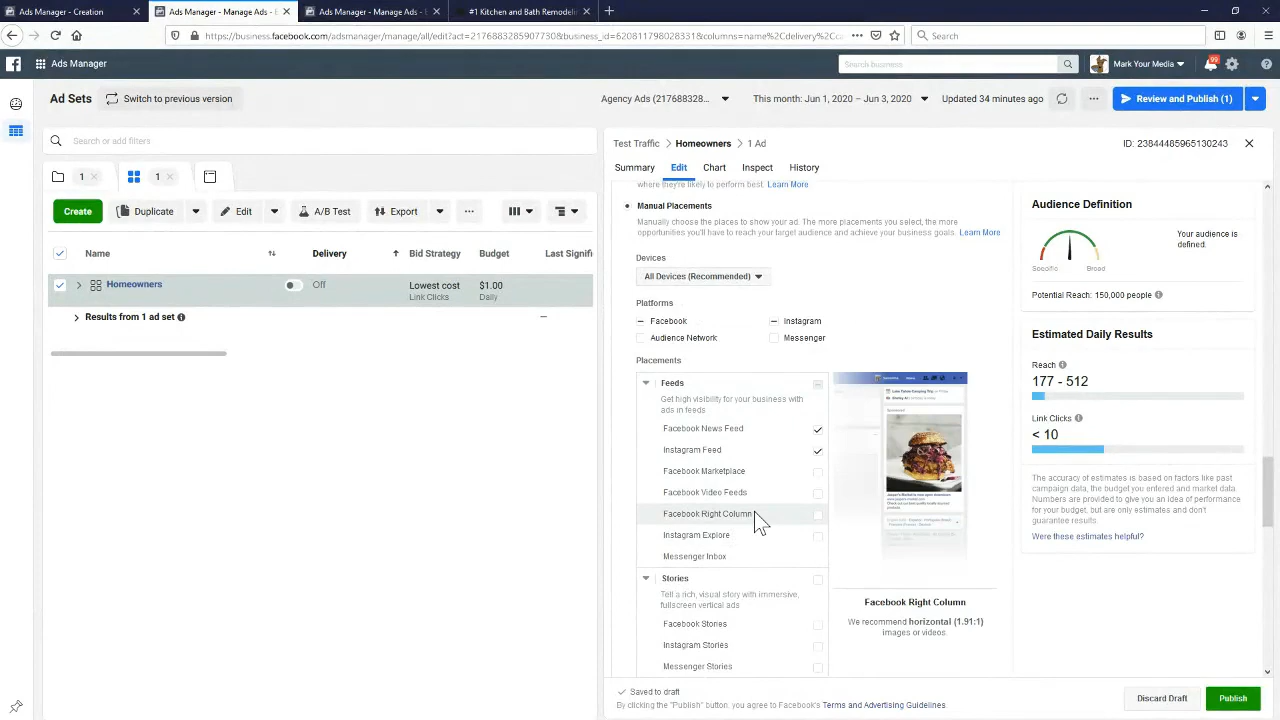 Ads Manager - Creation
Ads Manager - Manage Ads - E
Ads Manager - Manage Ads - E
#1 Kitchen and Bath Remodelin
https://business.facebook.com/adsmanager/manage/all/edit?act=2176883285907730&business_id=620811798028331&columns=name%2Cdelivery%2Cca
Search
Ads Manager
Search business
Mark Your Media
99
Ad Sets
Switch to previous version
Agency Ads (217688328...
This month: Jun 1, 2020 – Jun 3, 2020
Updated 34 minutes ago
Review and Publish (1)
Search or add filters
1
1
Create
Duplicate
Edit
A/B Test
Export
Name
Delivery
Bid Strategy
Budget
Last Signifi
Homeowners
Off
Lowest cost
Link Clicks
$1.00
Daily
Results from 1 ad set
Test Traffic > Homeowners > 1 Ad
ID: 23844485965130243
Summary
Edit
Chart
Inspect
History
where they're likely to perform best. Learn More
Manual Placements
Manually choose the places to show your ad. The more placements you select, the more
opportunities you'll have to reach your target audience and achieve your business goals. Learn More
Devices
All Devices (Recommended)
Platforms
Facebook
Instagram
Audience Network
Messenger
Placements
Feeds
Get high visibility for your business with
ads in feeds
Facebook News Feed
Instagram Feed
Facebook Marketplace
Facebook Video Feeds
Facebook Right Column
Instagram Explore
Messenger Inbox
Stories
Tell a rich, visual story with immersive,
fullscreen vertical ads
Facebook Stories
Instagram Stories
Messenger Stories
Facebook Right Column
We recommend horizontal (1.91:1)
images or videos.
Audience Definition
Your audience is
defined.
Specific
Broad
Potential Reach: 150,000 people
Estimated Daily Results
Reach
177 - 512
Link Clicks
< 10
The accuracy of estimates is based on factors like past
campaign data, the budget you entered and market data.
Numbers are provided to give you an idea of performance
for your budget, but are only estimates and don't
guarantee results.
Were these estimates helpful?
Saved to draft
By clicking the "Publish" button, you agree to Facebook's Terms and Advertising Guidelines.
Discard Draft
Publish